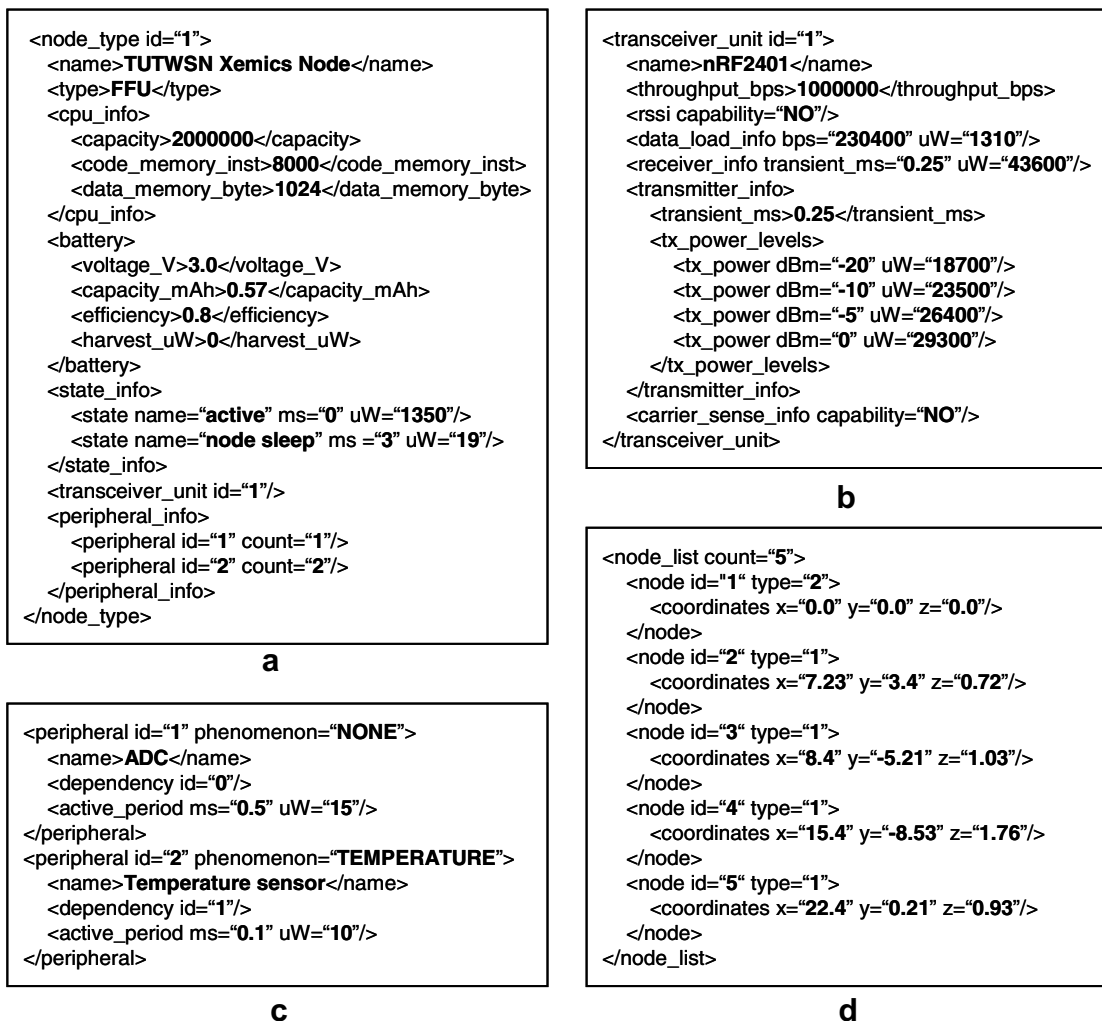 <node_type id=“1”>
<name>TUTWSN Xemics Node</name>
<type>FFU</type>
<cpu_info>
<capacity>2000000</capacity>
<code_memory_inst>8000</code_memory_inst>
<data_memory_byte>1024</data_memory_byte>
</cpu_info>
<battery>
<voltage_V>3.0</voltage_V>
<capacity_mAh>0.57</capacity_mAh>
<efficiency>0.8</efficiency>
<harvest_uW>0</harvest_uW>
</battery>
<state_info>
<state name=“active” ms=“0” uW=“1350”/>
<state name=“node sleep” ms =“3” uW=“19”/>
</state_info>
<transceiver_unit id=“1”/>
<peripheral_info>
<peripheral id=“1” count=“1”/>
<peripheral id=“2” count=“2”/>
</peripheral_info>
</node_type>
a
<transceiver_unit id=“1”>
<name>nRF2401</name>
<throughput_bps>1000000</throughput_bps>
<rssi capability=“NO”/>
<data_load_info bps=“230400” uW=“1310”/>
<receiver_info transient_ms=“0.25” uW=“43600”/>
<transmitter_info>
<transient_ms>0.25</transient_ms>
<tx_power_levels>
<tx_power dBm=“-20” uW=“18700”/>
<tx_power dBm=“-10” uW=“23500”/>
<tx_power dBm=“-5” uW=“26400”/>
<tx_power dBm=“0” uW=“29300”/>
</tx_power_levels>
</transmitter_info>
<carrier_sense_info capability=“NO”/>
</transceiver_unit>
b
<peripheral id=“1” phenomenon=“NONE”>
<name>ADC</name>
<dependency id=“0”/>
<active_period ms=“0.5” uW=“15”/>
</peripheral>
<peripheral id=“2” phenomenon=“TEMPERATURE”>
<name>Temperature sensor</name>
<dependency id=“1”/>
<active_period ms=“0.1” uW=“10”/>
</peripheral>
c
<node_list count=“5”>
<node id="1“ type=“2”>
<coordinates x=“0.0” y=“0.0” z=“0.0”/>
</node>
<node id=“2“ type=“1”>
<coordinates x=“7.23” y=“3.4” z=“0.72”/>
</node>
<node id=“3“ type=“1”>
<coordinates x=“8.4” y=“-5.21” z=“1.03”/>
</node>
<node id=“4“ type=“1”>
<coordinates x=“15.4” y=“-8.53” z=“1.76”/>
</node>
<node id=“5“ type=“1”>
<coordinates x=“22.4” y=“0.21” z=“0.93”/>
</node>
</node_list>
d